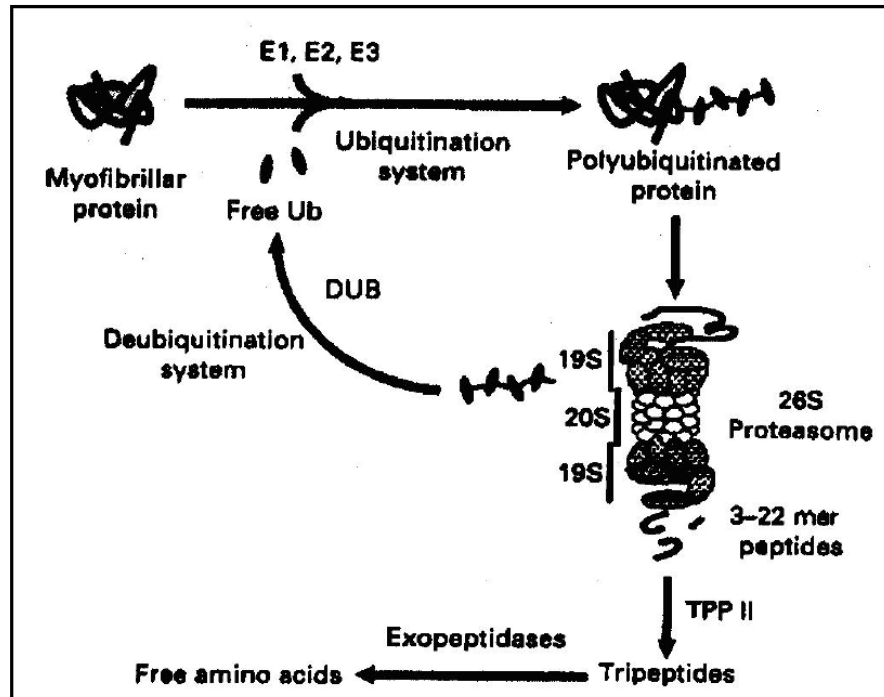 E1, E2, E3
Ubiquitination
system
Myofibrillar
protein
Free Ub
Polyubiquitinated
protein
DUB
Deubiquitination
system
19S
20S
19S
26S
Proteasome
3–22 mer
peptides
TPP II
Exopeptidases
Free amino acids
Tripeptides